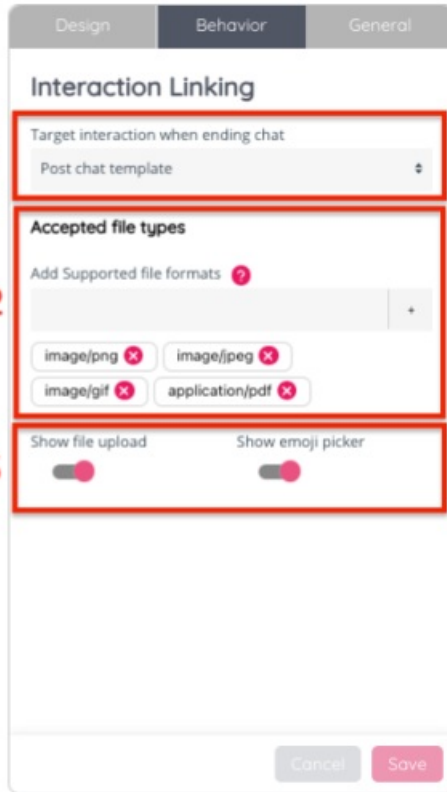 Design Behavior General
Interaction Linking
Target interaction when ending chat
Post chat template
Accepted file types
Add Supported file formats ?
+
image/png image/jpeg
image/gif application/pdf
Show file upload Show emoji picker
Cancel Save